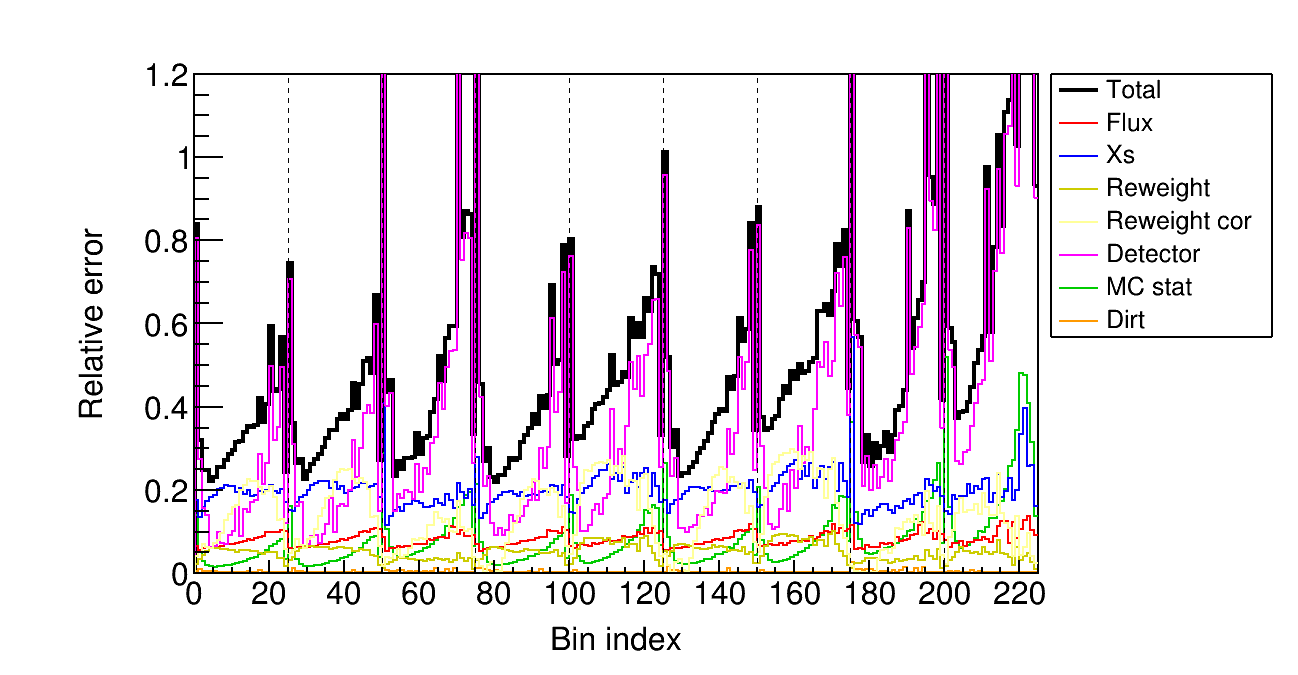 1.2
1
0.8
0.6
0.4
0.2
0
Relative error
0 20 40 60 80 100 120 140 160 180 200 220
Bin index
Total
Flux
Xs
Reweight
Reweight cor
Detector
MC stat
Dirt